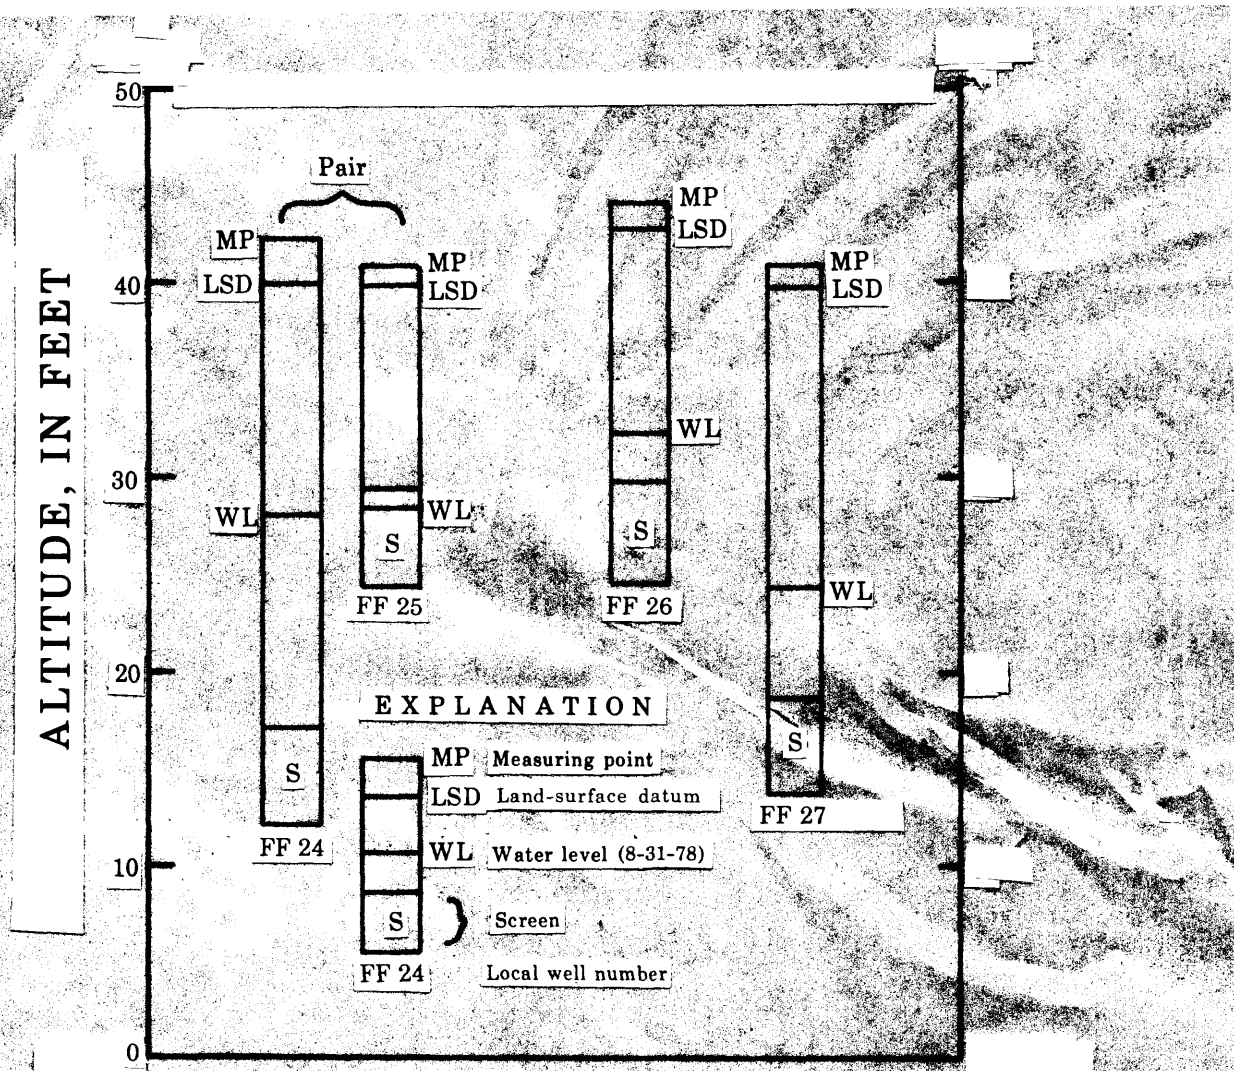 50
Pair
MP
LSD
MP
LSD
MP
LSD
MP
LSD
40
ALTITUDE, IN FEET
30
WL
WL
WL
WL
S
S
FF 25
FF 26
20
EXPLANATION
S
S
FF 24
FF 27
MP Measuring point
LSD Land-surface datum
WL Water level (8-31-78)
10
S Screen
FF 24 Local well number
0